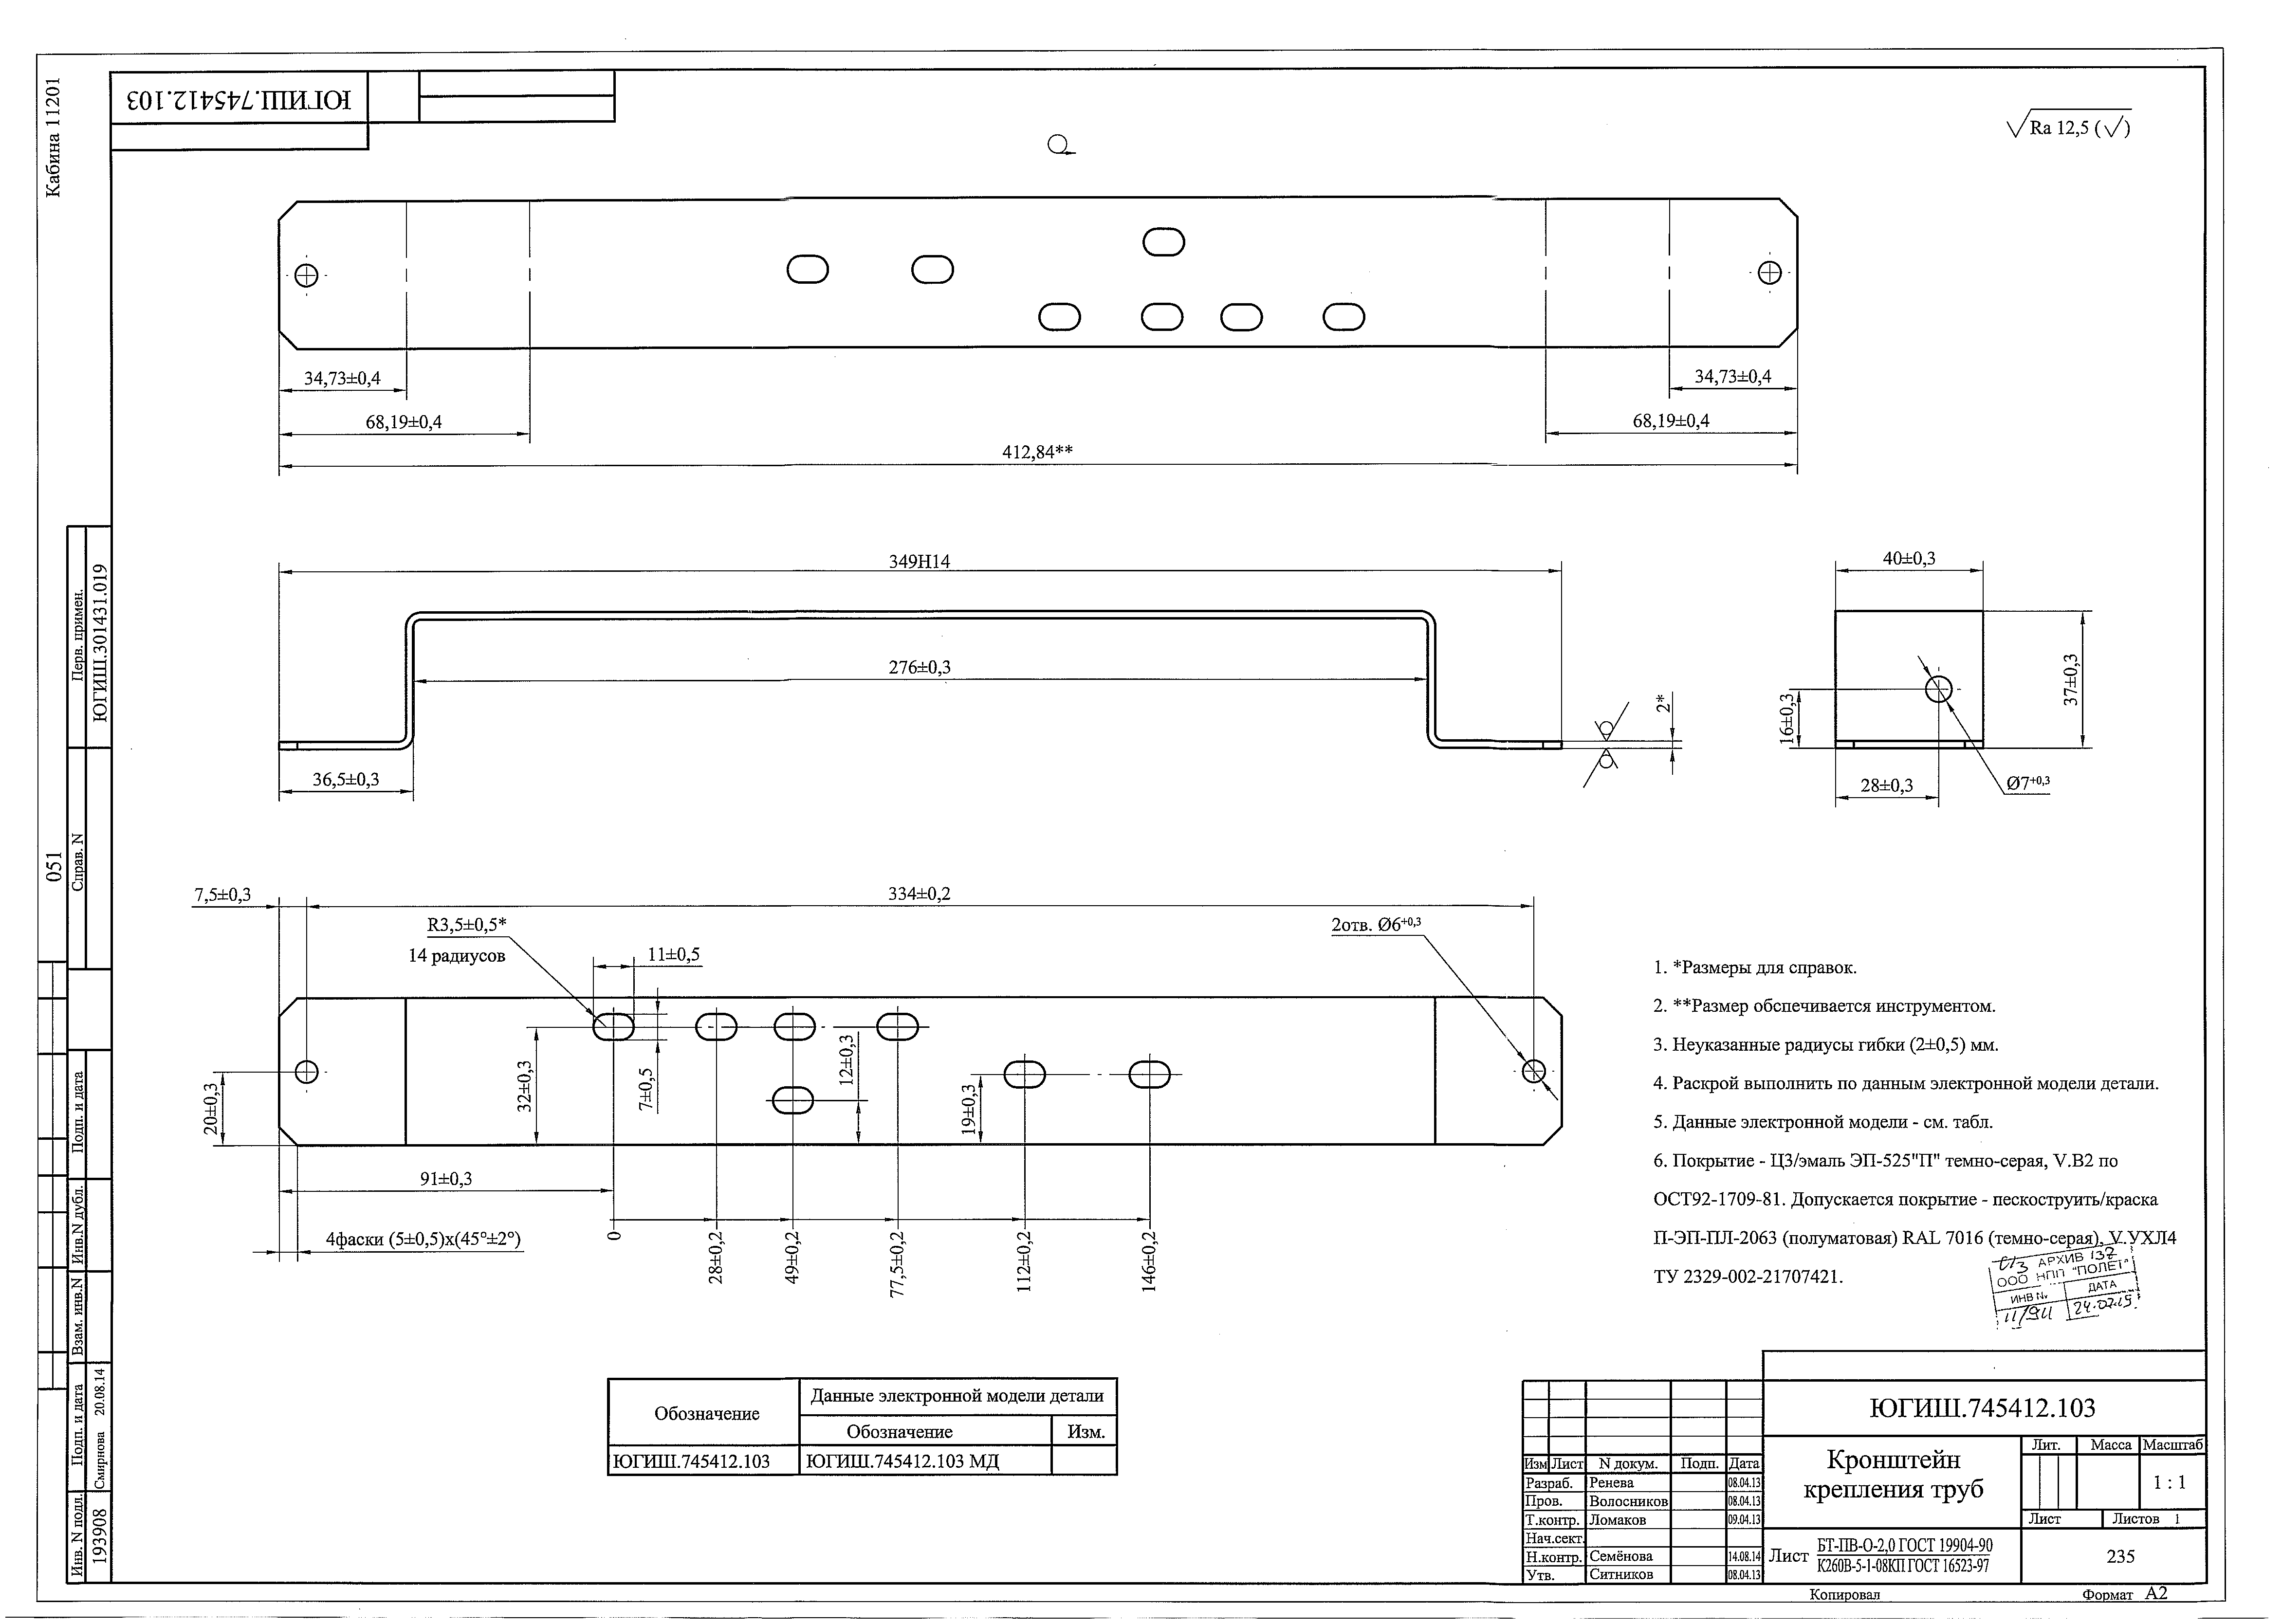 Кабина 11201
ЮГИШ.745412.103
Ra 12,5 (√)
34,73±0,4
34,73±0,4
68,19±0,4
68,19±0,4
412,84**
349H14
40±0,3
276±0,3
2*
16±0,3
37±0,3
36,5±0,3
28±0,3
Ø7+0,3
Перв. примен.
ЮГИШ.301431.019
051
Справ. N
7,5±0,3
334±0,2
R3,5±0,5*
14 радиусов
11±0,5
2отв. Ø6+0,3
20±0,3
32±0,3
7±0,5
12±0,3
19±0,3
91±0,3
4фаски (5±0,5)х(45°±2°)
0
28±0,2
49±0,2
77,5±0,2
112±0,2
146±0,2
1. *Размеры для справок.
2. **Размер обспечивается инструментом.
3. Неуказанные радиусы гибки (2±0,5) мм.
4. Раскрой выполнить по данным электронной модели детали.
5. Данные электронной модели - см. табл.
6. Покрытие - Ц3/эмаль ЭП-525"П" темно-серая, V.В2 по
ОСТ92-1709-81. Допускается покрытие - пескоструить/краска
П-ЭП-ПЛ-2063 (полуматовая) RAL 7016 (темно-серая), V.УХЛ4
ТУ 2329-002-21707421.
АРХИВ 132
ООО НПП "ПОЛЕТ"
ИНВ № ДАТА
24.02.15.
Подп. и дата
Инв.N дубл.
Взам. инв.N
Подп. и дата
Смирнова 20.08.14
Инв. N подл.
193908
Обозначение
Данные электронной модели детали
Обозначение Изм.
ЮГИШ.745412.103 ЮГИШ.745412.103 МД
ЮГИШ.745412.103
Кронштейн
крепления труб
Лит. Масса Масштаб
1 : 1
Лист Листов 1
Изм Лист N докум. Подп. Дата
Разраб. Ренева 08.04.13
Пров. Волосников 08.04.13
Т.контр. Ломаков 09.04.13
Нач.сект.
Н.контр. Семёнова 14.08.14
Утв. Ситников 08.04.13
Лист БТ-ПВ-О-2,0 ГОСТ 19904-90
К260В-5-1-08КП ГОСТ 16523-97
235
Копировал Формат А2